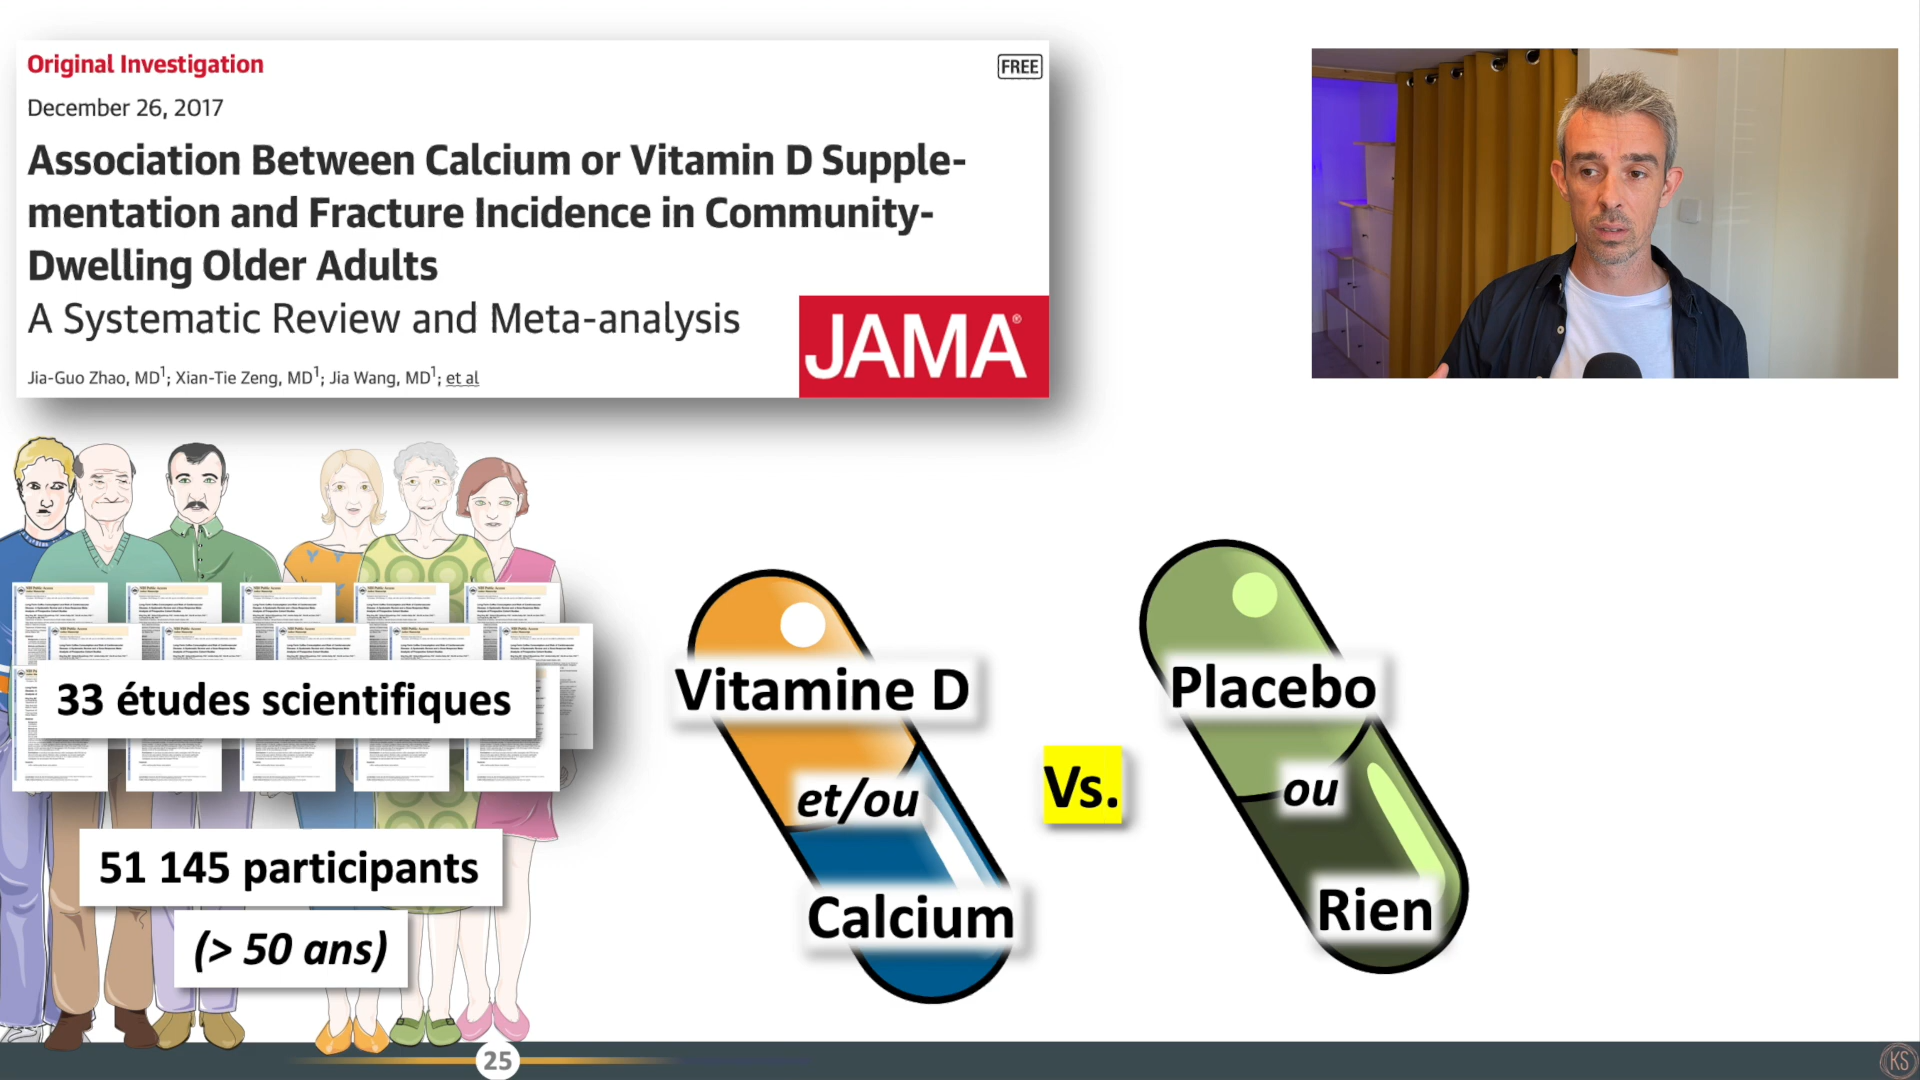 Original Investigation
FREE
December 26, 2017
Association Between Calcium or Vitamin D Supple-
mentation and Fracture Incidence in Community-
Dwelling Older Adults
A Systematic Review and Meta-analysis
JAMA®
Jia-Guo Zhao, MD1; Xian-Tie Zeng, MD1; Jia Wang, MD1; et al
33 études scientifiques
51 145 participants
(> 50 ans)
Vitamine D
et/ou
Calcium
Vs.
Placebo
ou
Rien
25
KS